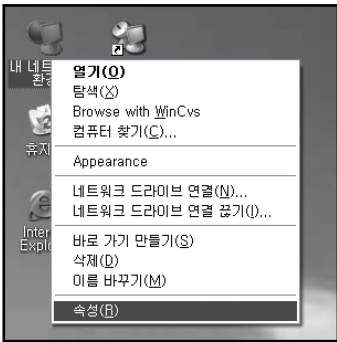 내 네트
환경
휴지
Inter
Explo
열기(O)
탐색(X)
Browse with WinCvs
컴퓨터 찾기(C)...
Appearance
네트워크 드라이브 연결(N)...
네트워크 드라이브 연결 끊기(I)...
바로 가기 만들기(S)
삭제(D)
이름 바꾸기(M)
속성(R)